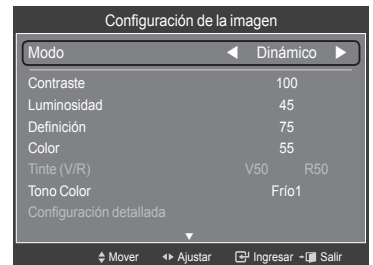 Configuración de la imagen
Modo ◀ Dinámico ▶
Contraste 100
Luminosidad 45
Definición 75
Color 55
Tinte (V/R) V50 R50
Tono Color Frío1
Configuración detallada
▼
Mover Ajustar Ingresar Salir